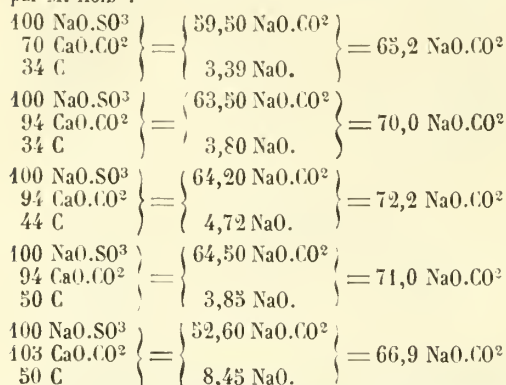 100 NaO.SO³ 59,50 NaO.CO²
70 CaO.CO² = = 65,2 NaO.CO²
34 C 3,39 NaO.
100 NaO.SO³ 63,50 NaO.CO²
94 CaO.CO² = = 70,0 NaO.CO²
34 C 3,80 NaO.
100 NaO.SO³ 64,20 NaO.CO²
94 CaO.CO² = = 72,2 NaO.CO²
44 C 4,72 NaO.
100 NaO.SO³ 64,50 NaO.CO²
94 CaO.CO² = = 71,0 NaO.CO²
50 C 3,85 NaO.
100 NaO.SO³ 52,60 NaO.CO²
103 CaO.CO² = = 66,9 NaO.CO²
50 C 8,45 NaO.